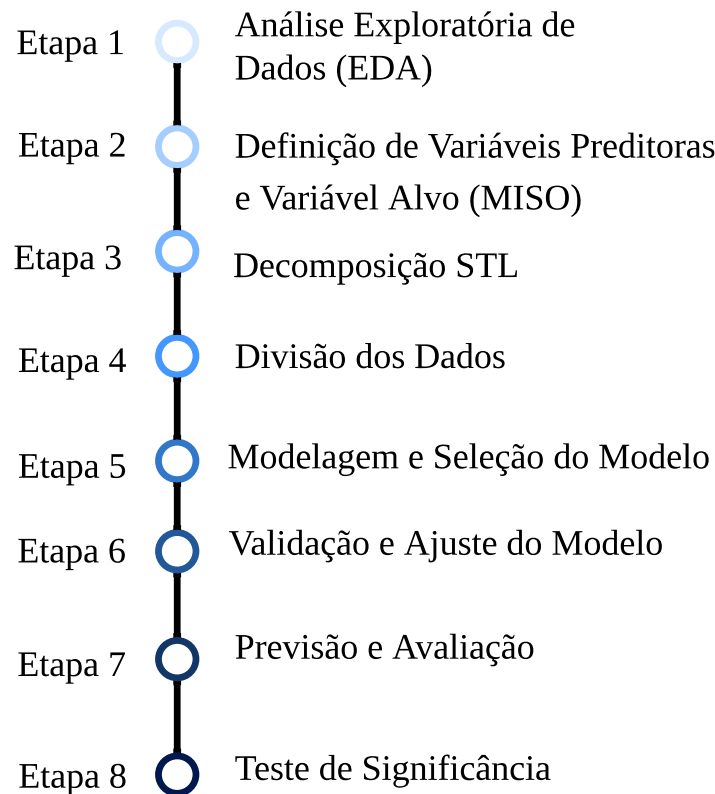 Etapa 1
Análise Exploratória de
Dados (EDA)
Etapa 2
Definição de Variáveis Preditoras
e Variável Alvo (MISO)
Etapa 3
Decomposição STL
Etapa 4
Divisão dos Dados
Etapa 5
Modelagem e Seleção do Modelo
Etapa 6
Validação e Ajuste do Modelo
Etapa 7
Previsão e Avaliação
Etapa 8
Teste de Significância